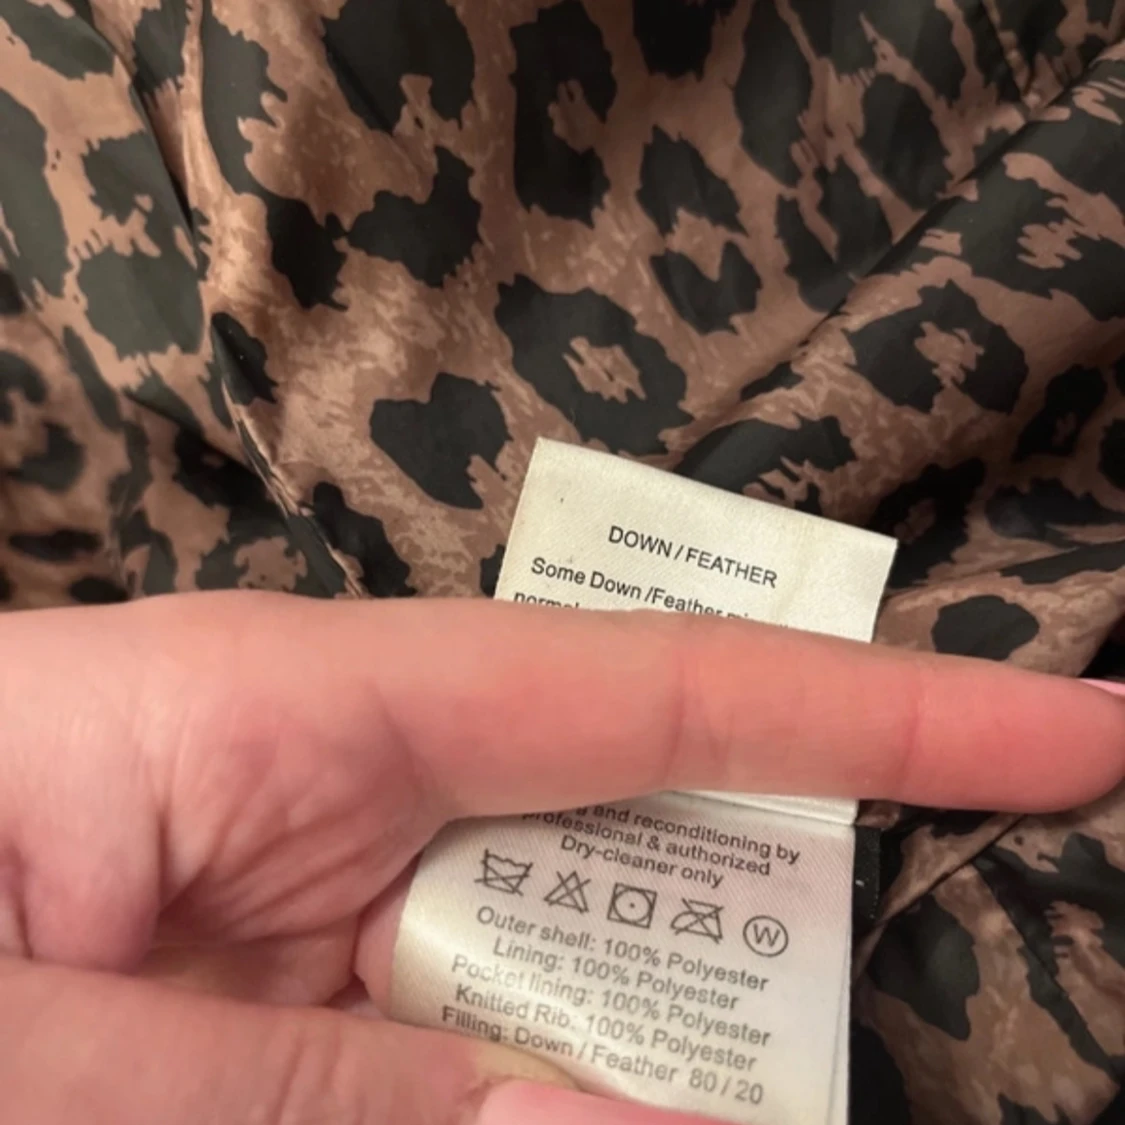 DOWN/FEATHER
Some Down/Feather
and reconditioning by
professional & authorized
Dry-cleaner only
W
Outer shell: 100% Polyester
Lining: 100% Polyester
Pocket lining: 100% Polyester
Knitted Rib: 100% Polyester
Filling: Down / Feather 80 / 20